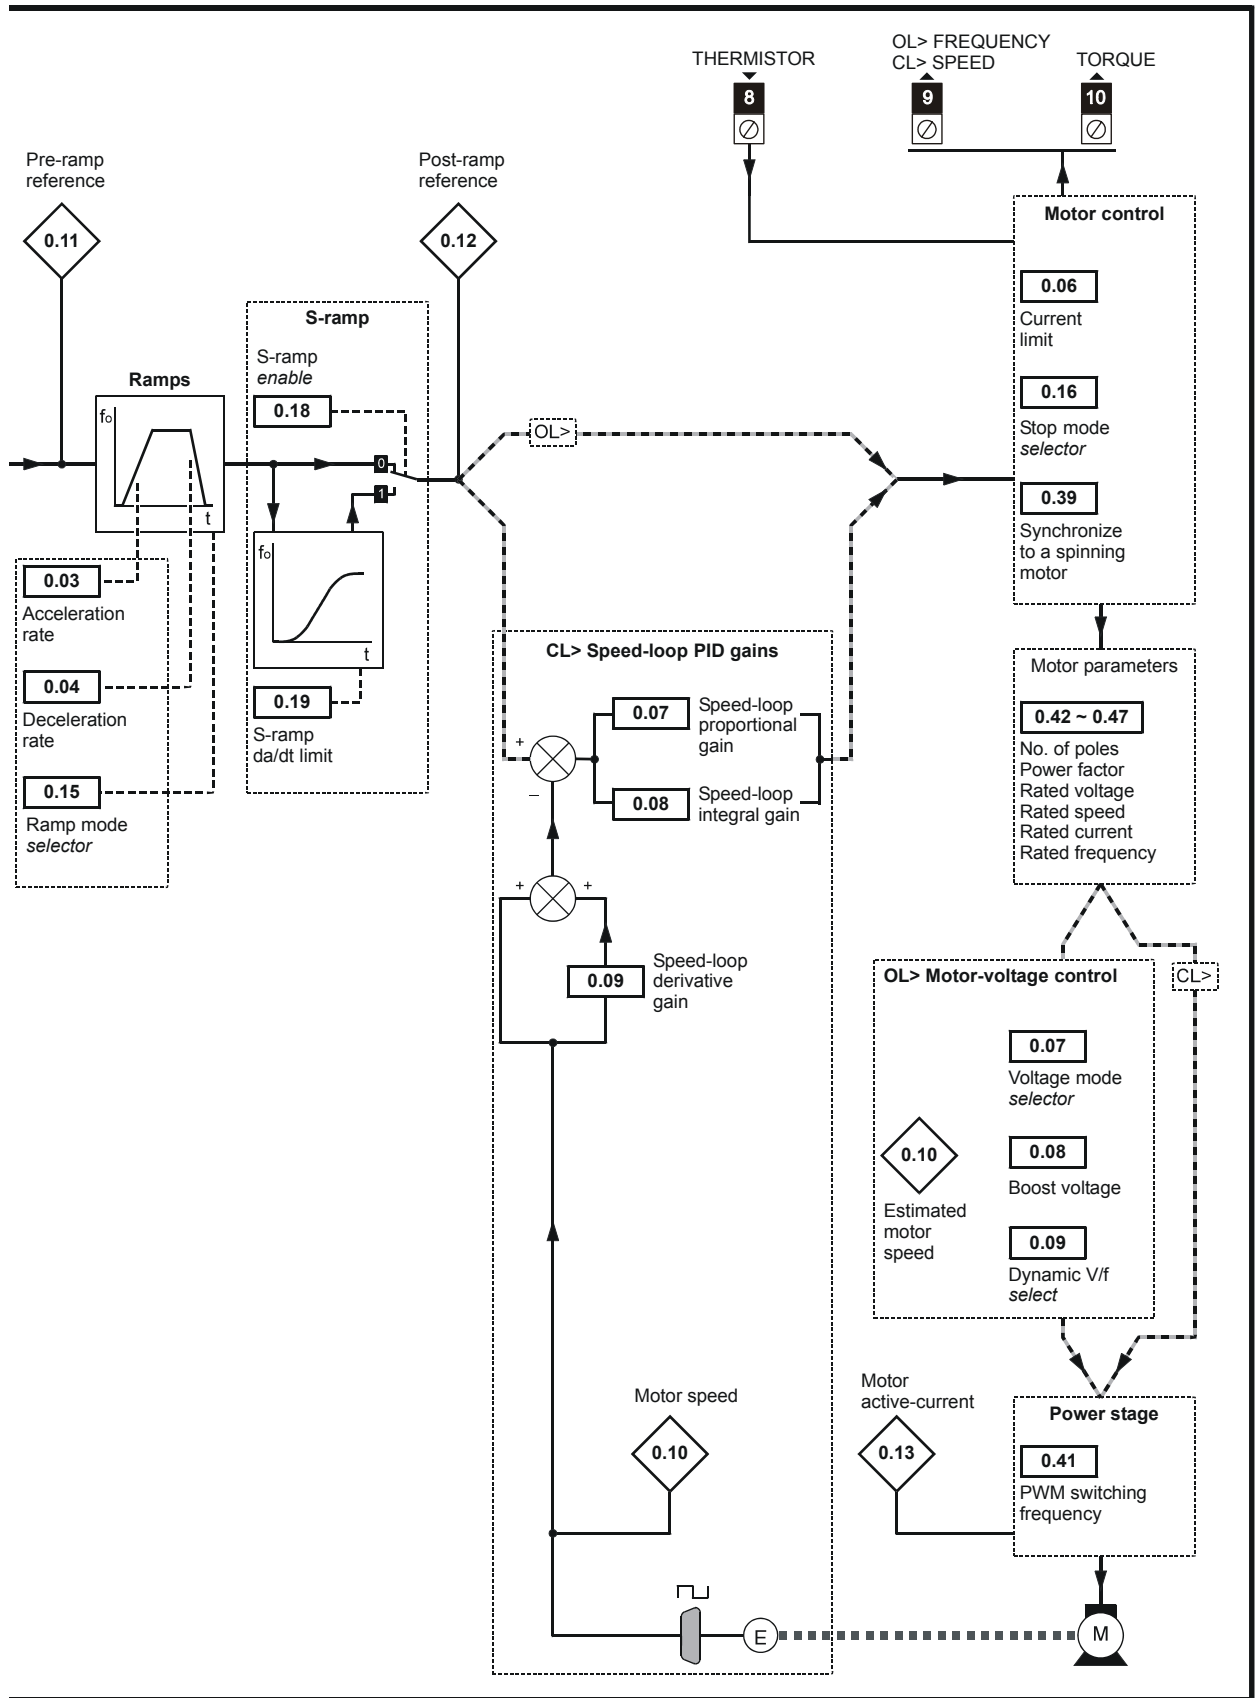 THERMISTOR
8
OL> FREQUENCY
CL> SPEED
9
TORQUE
10
Pre-ramp
reference
0.11
Post-ramp
reference
0.12
Ramps
fo
t
0.03
Acceleration
rate
0.04
Deceleration
rate
0.15
Ramp mode
selector
S-ramp
S-ramp
enable
0.18
0
1
fo
t
0.19
S-ramp
da/dt limit
OL>
CL> Speed-loop PID gains
+
–
0.07
Speed-loop
proportional
gain
0.08
Speed-loop
integral gain
+
+
0.09
Speed-loop
derivative
gain
Motor speed
0.10
E
Motor control
0.06
Current
limit
0.16
Stop mode
selector
0.39
Synchronize
to a spinning
motor
Motor parameters
0.42 ~ 0.47
No. of poles
Power factor
Rated voltage
Rated speed
Rated current
Rated frequency
OL> Motor-voltage control
CL>
0.07
Voltage mode
selector
0.10
Estimated
motor
speed
0.08
Boost voltage
0.09
Dynamic V/f
select
Motor
active-current
0.13
Power stage
0.41
PWM switching
frequency
M